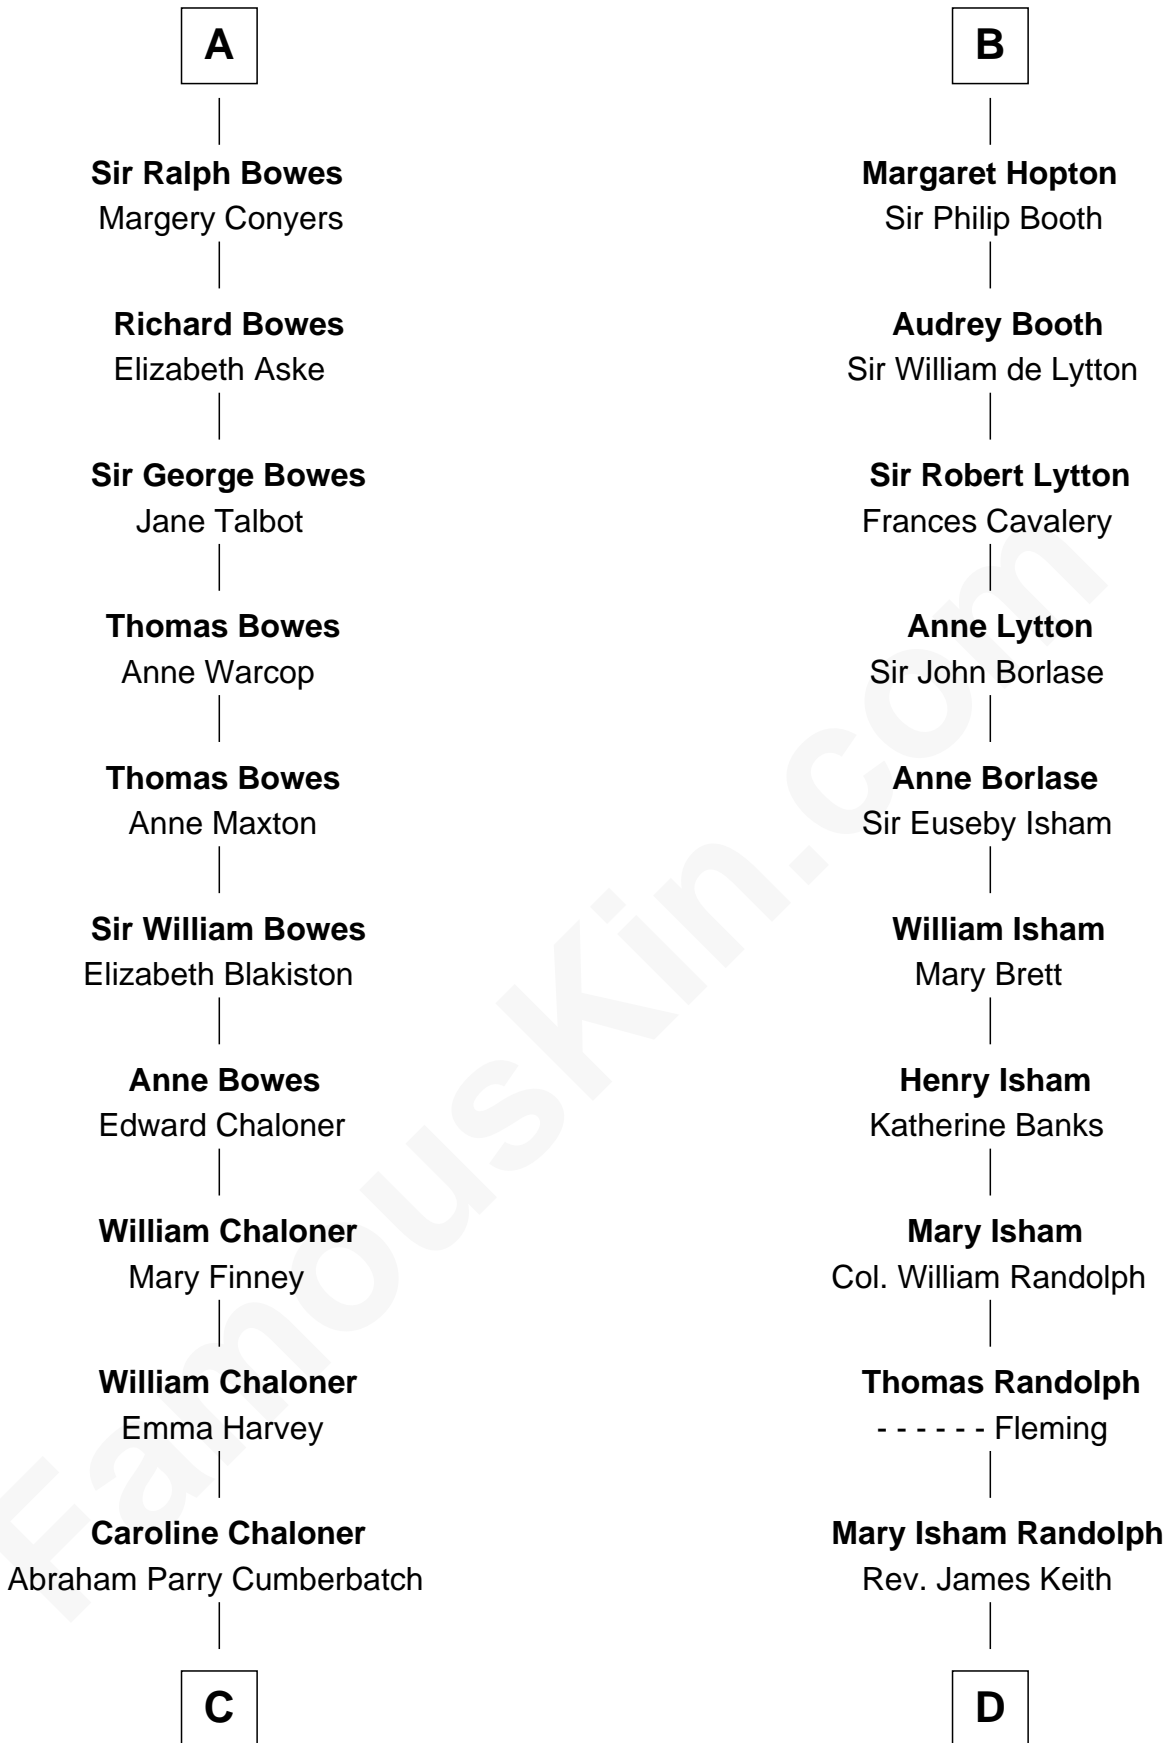 A
Sir Ralph Bowes
Margery Conyers
Richard Bowes
Elizabeth Aske
Sir George Bowes
Jane Talbot
Thomas Bowes
Anne Warcop
Thomas Bowes
Anne Maxton
Sir William Bowes
Elizabeth Blakiston
Anne Bowes
Edward Chaloner
William Chaloner
Mary Finney
William Chaloner
Emma Harvey
Caroline Chaloner
Abraham Parry Cumberbatch
C
B
Margaret Hopton
Sir Philip Booth
Audrey Booth
Sir William de Lytton
Sir Robert Lytton
Frances Cavalery
Anne Lytton
Sir John Borlase
Anne Borlase
Sir Euseby Isham
William Isham
Mary Brett
Henry Isham
Katherine Banks
Mary Isham
Col. William Randolph
Thomas Randolph
- - - - - - Fleming
Mary Isham Randolph
Rev. James Keith
D
FamousKin.com